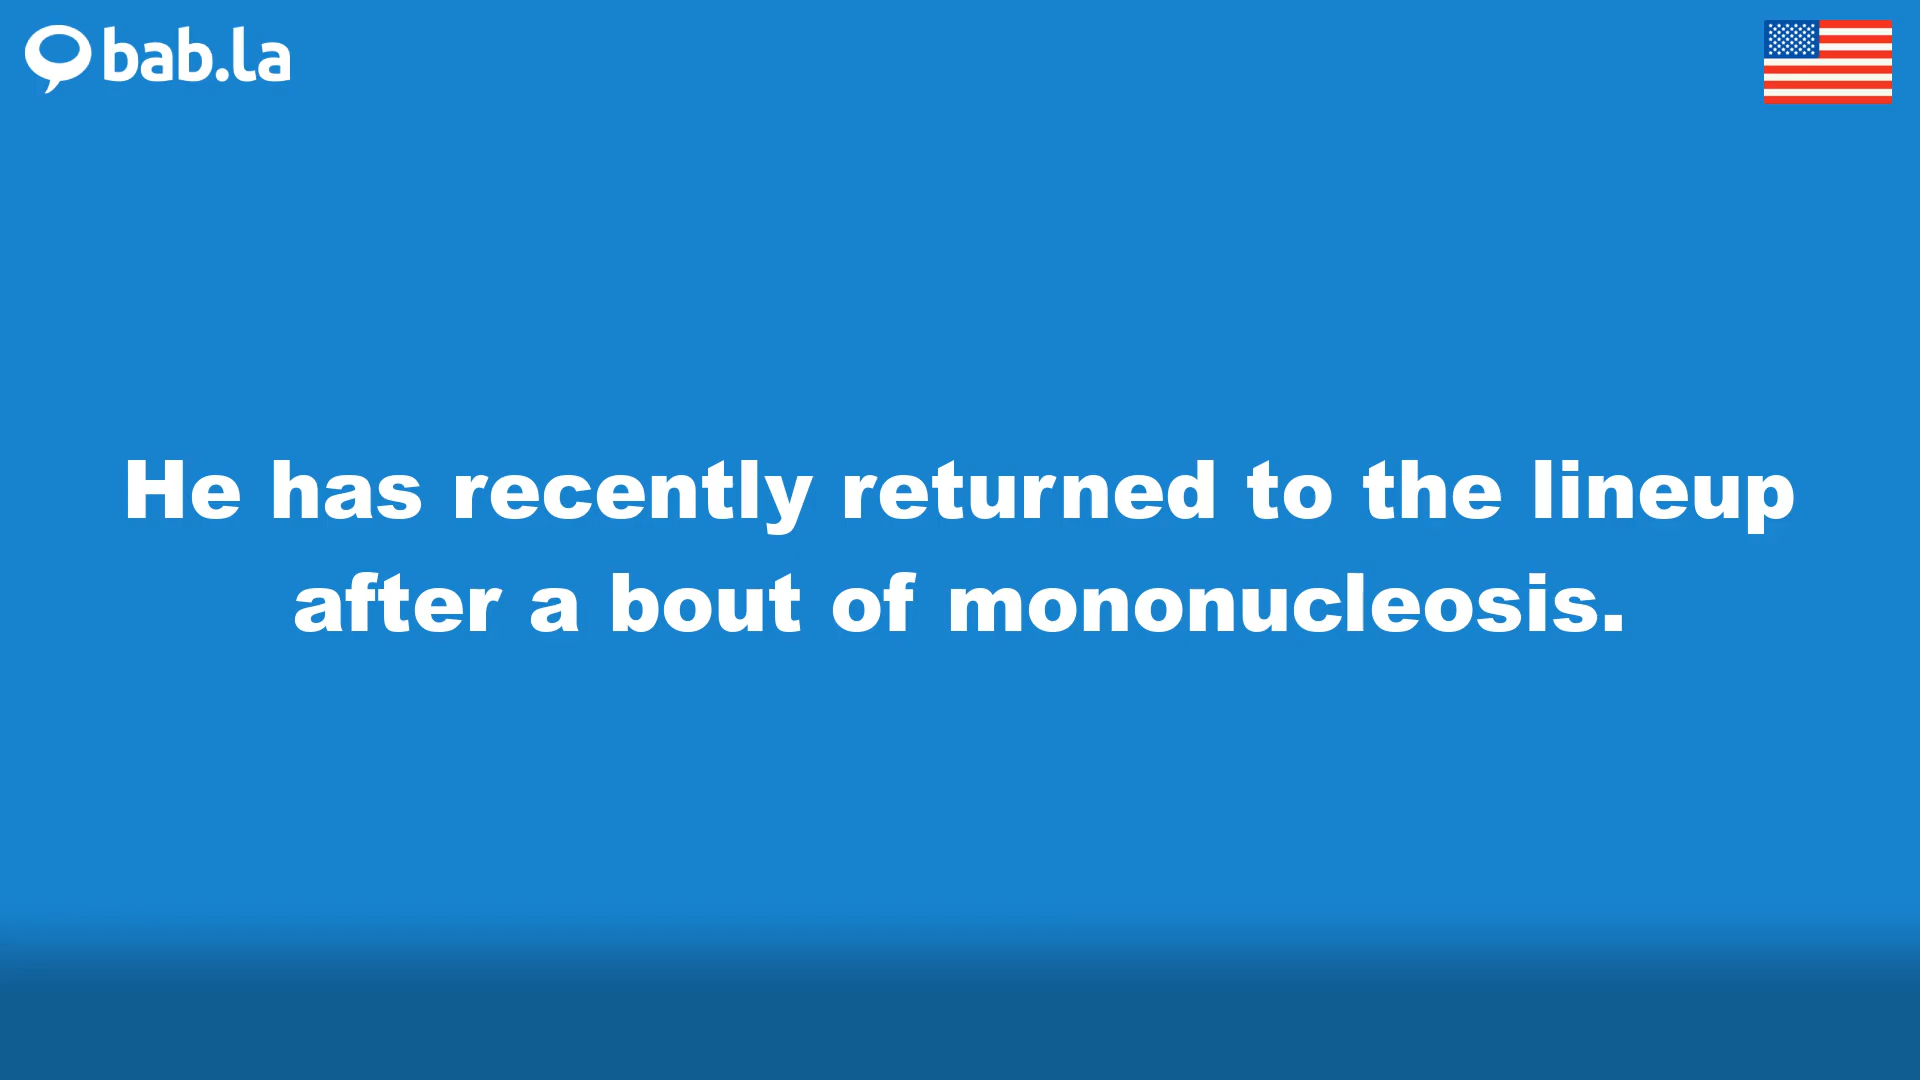 bab.la
He has recently returned to the lineup
after a bout of mononucleosis.